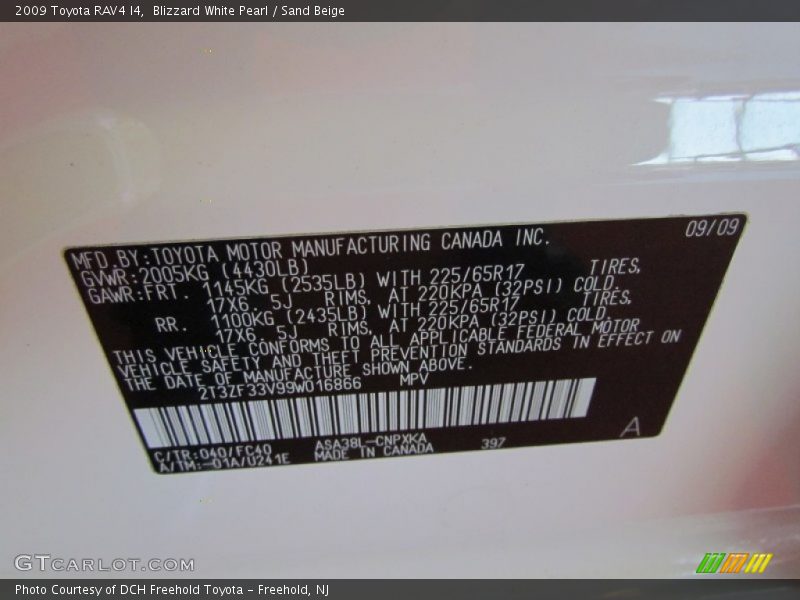 2009 Toyota RAV4 I4,  Blizzard White Pearl / Sand Beige
09/09
MFD. BY:TOYOTA MOTOR MANUFACTURING CANADA INC.
GVWR:2005KG (4430LB)
GAWR:FRT. 1145KG (2535LB) WITH 225/65R17 TIRES,
17X6.5J RIMS, AT 220KPA (32PSI) COLD.
RR. 1100KG (2435LB) WITH 225/65R17 TIRES,
17X6.5J RIMS, AT 220KPA (32PSI) COLD.
THIS VEHICLE CONFORMS TO ALL APPLICABLE FEDERAL MOTOR
VEHICLE SAFETY AND THEFT PREVENTION STANDARDS IN EFFECT ON
THE DATE OF MANUFACTURE SHOWN ABOVE.
2T3ZF33V99W016866 MPV
C/TR:040/FC40 ASA38L-CNPXKA 397
A/TM:-01A/U241E MADE IN CANADA
A
GTCARLOT.COM
Photo Courtesy of DCH Freehold Toyota - Freehold, NJ